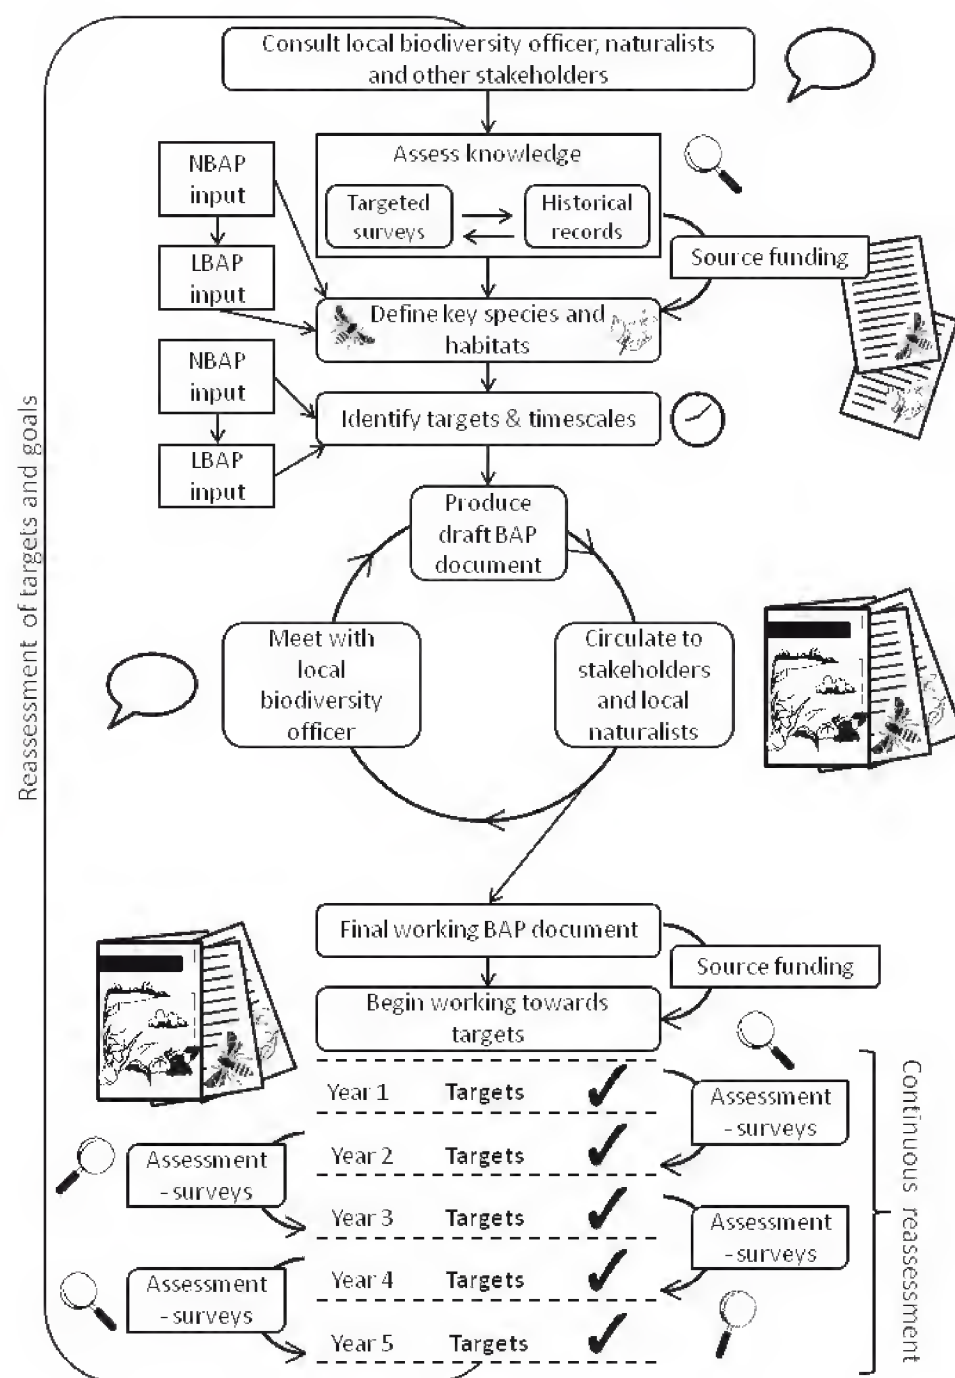 Consult local biodiversity officer, naturalists
and other stakeholders
Assess knowledge
Targeted
surveys
Historical
records
NBAP
input
LBAP
input
Source funding
Define key species and
habitats
NBAP
input
LBAP
input
Identify targets & timescales
Produce
draft BAP
document
Meet with
local
biodiversity
officer
Circulate to
stakeholders
and local
naturalists
Reassessment of targets and goals
Final working BAP document
Source funding
Begin working towards
targets
Year 1 Targets
Assessment
- surveys
Year 2 Targets
Assessment
- surveys
Year 3 Targets
Assessment
- surveys
Year 4 Targets
Assessment
- surveys
Year 5 Targets
Continuous reassessment